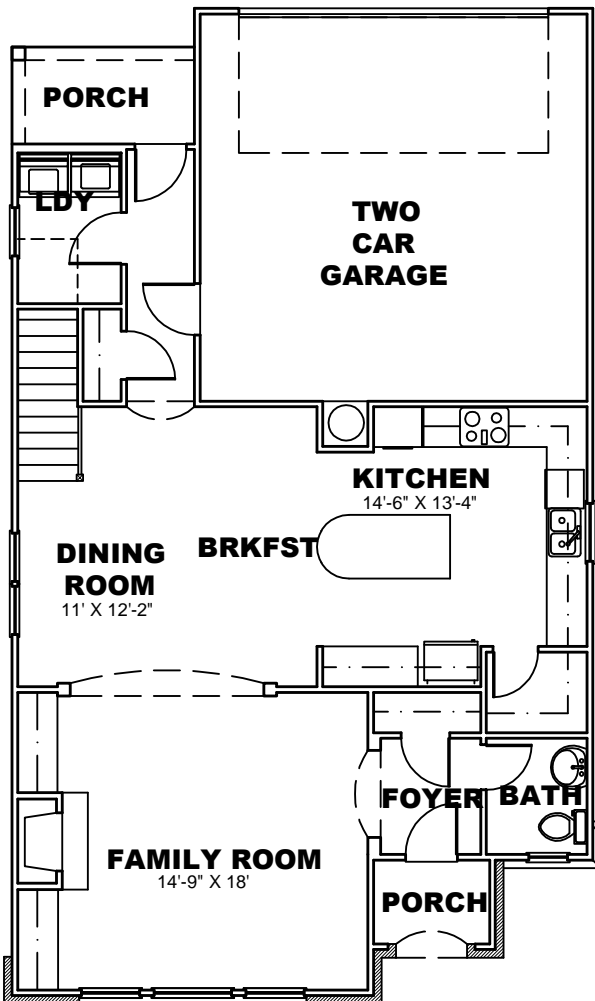 PORCH
LDY
TWO
CAR
GARAGE
KITCHEN
14'-6" X 13'-4"
BRKFST
DINING
ROOM
11' X 12'-2"
FOYER
BATH
FAMILY ROOM
14'-9" X 18'
PORCH